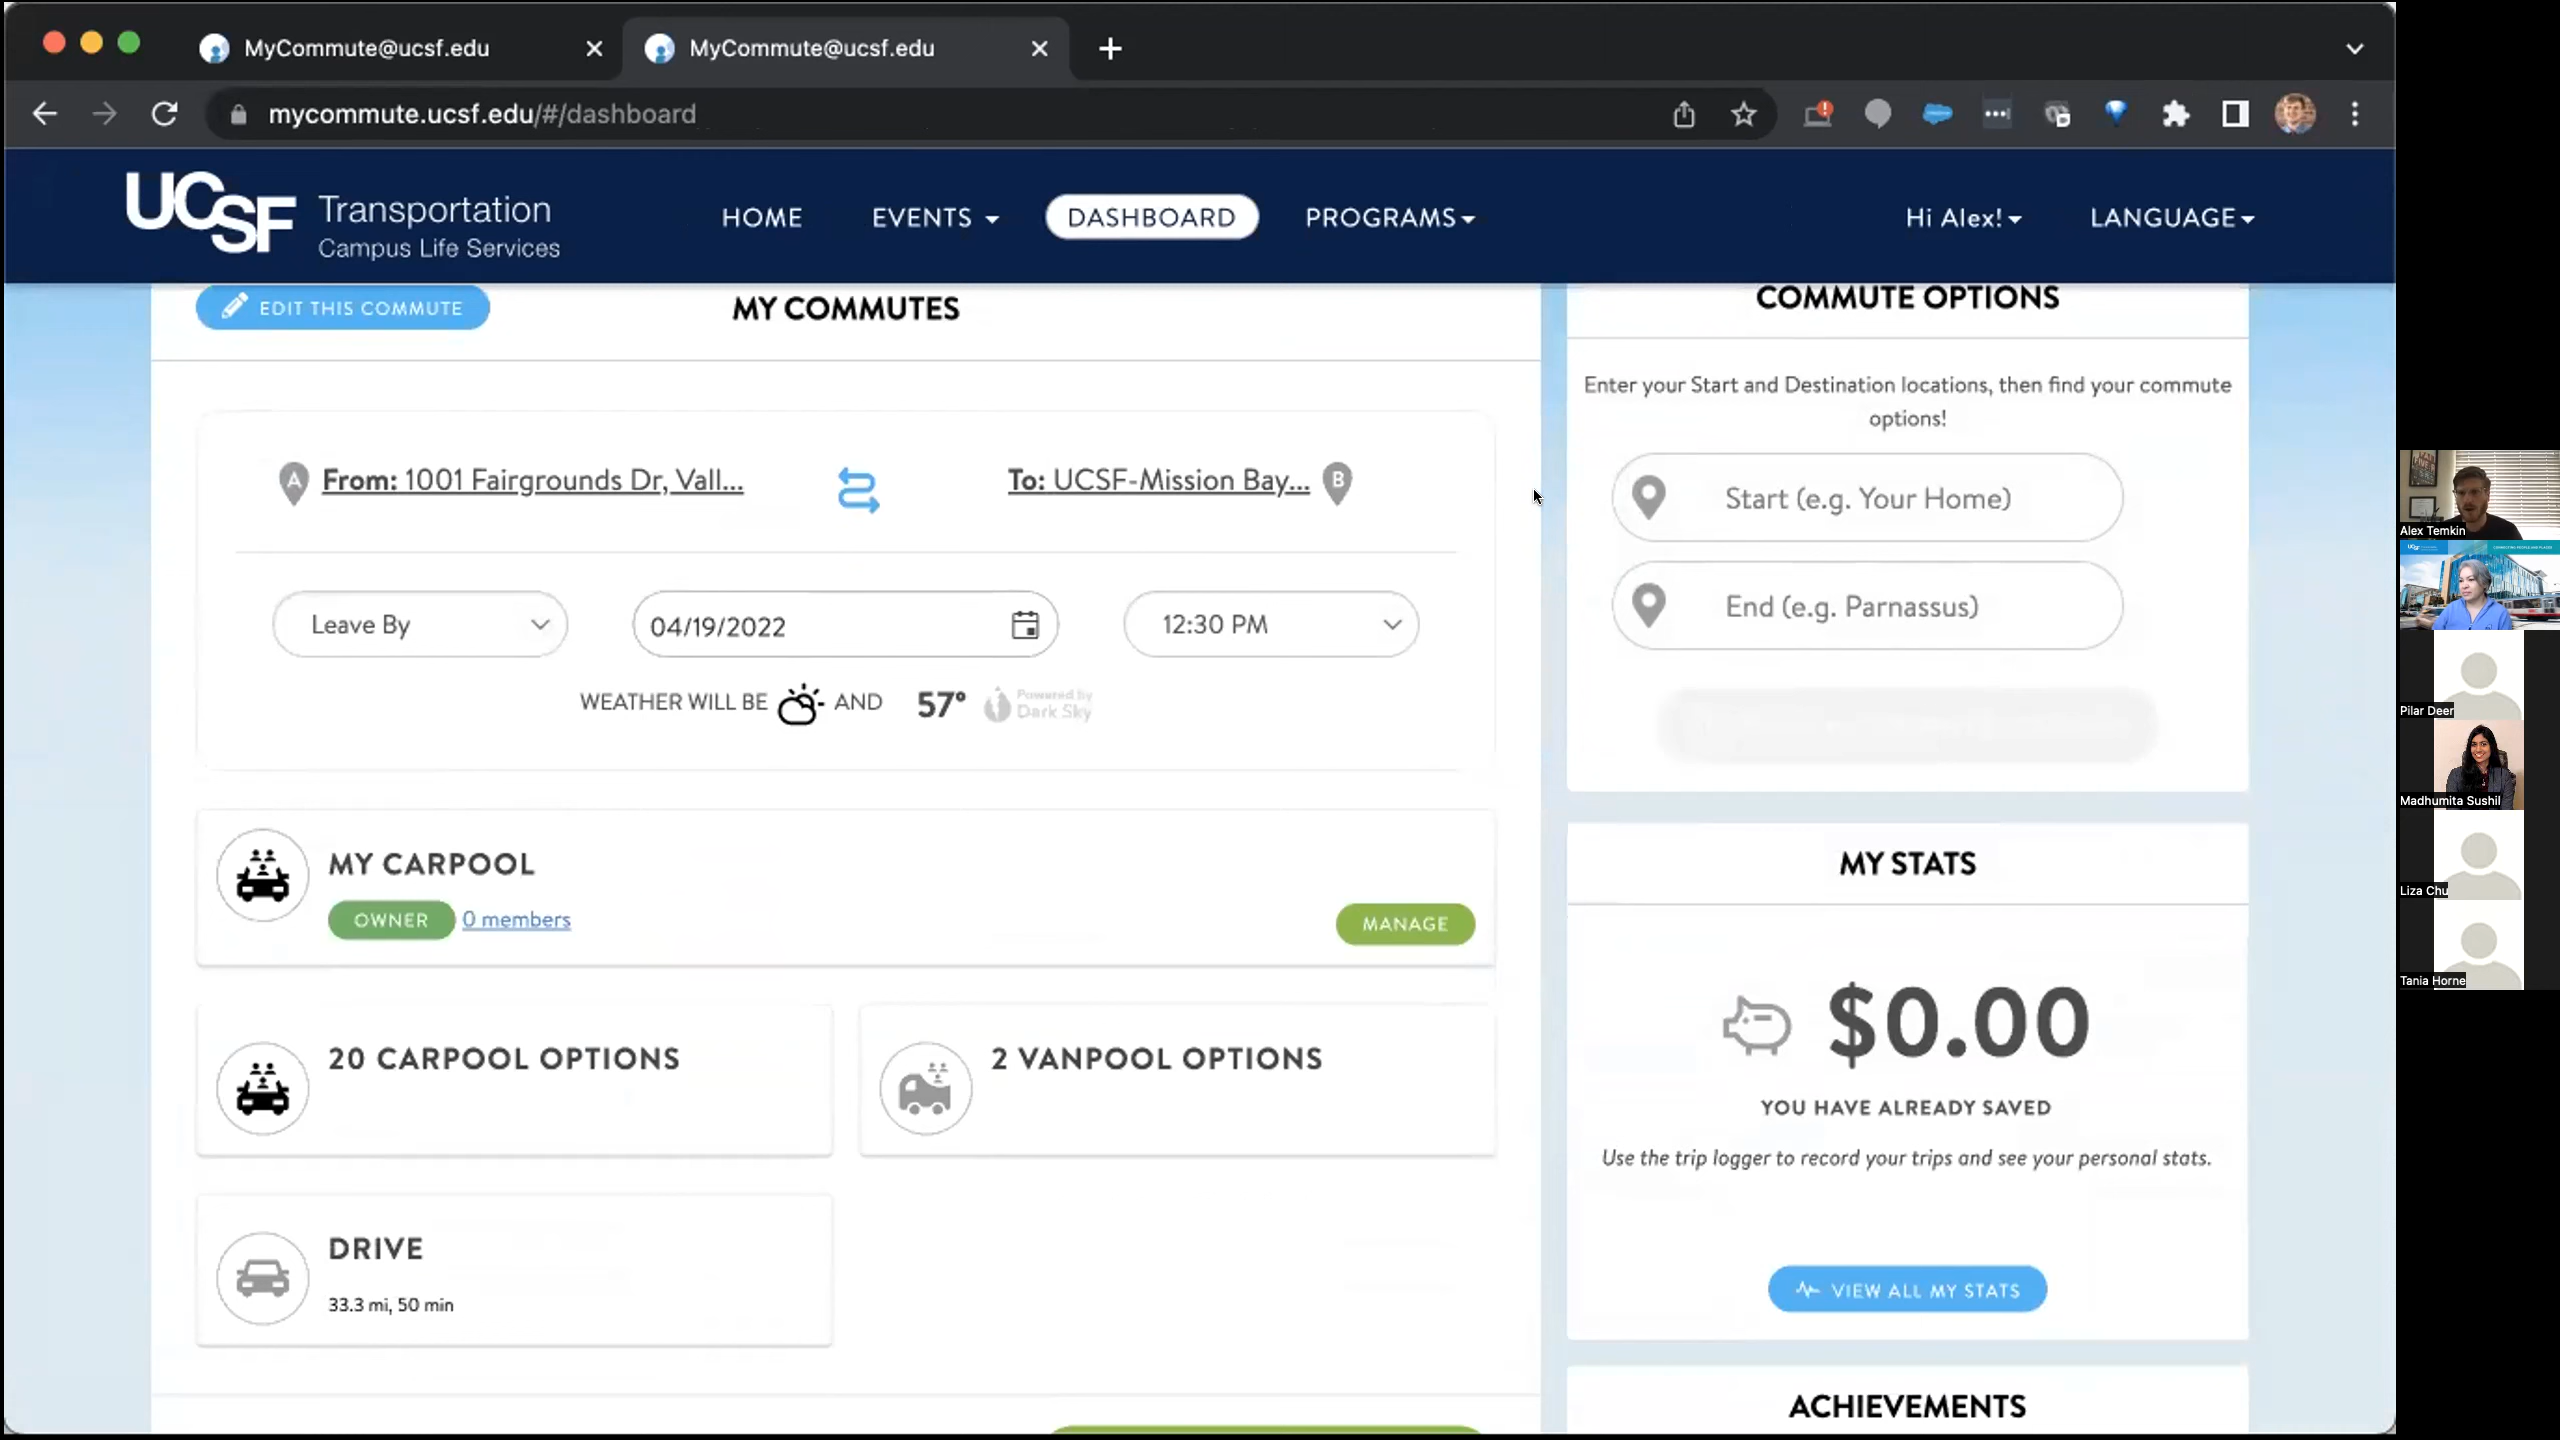 MyCommute@ucsf.edu
MyCommute@ucsf.edu
mycommute.ucsf.edu/#/dashboard
UCSF
Transportation
Campus Life Services
HOME
EVENTS
DASHBOARD
PROGRAMS
Hi Alex!
LANGUAGE
EDIT THIS COMMUTE
MY COMMUTES
A
From: 1001 Fairgrounds Dr, Vall...
To: UCSF-Mission Bay...
B
Leave By
04/19/2022
12:30 PM
WEATHER WILL BE
AND
57°
Powered by
Dark Sky
MY CARPOOL
OWNER
0 members
MANAGE
20 CARPOOL OPTIONS
2 VANPOOL OPTIONS
DRIVE
33.3 mi, 50 min
COMMUTE OPTIONS
Enter your Start and Destination locations, then find your commute
options!
Start (e.g. Your Home)
End (e.g. Parnassus)
MY STATS
$0.00
YOU HAVE ALREADY SAVED
Use the trip logger to record your trips and see your personal stats.
VIEW ALL MY STATS
ACHIEVEMENTS
Alex Temkin
Pilar Deer
Madhumita Sushil
Liza Chu
Tania Horne